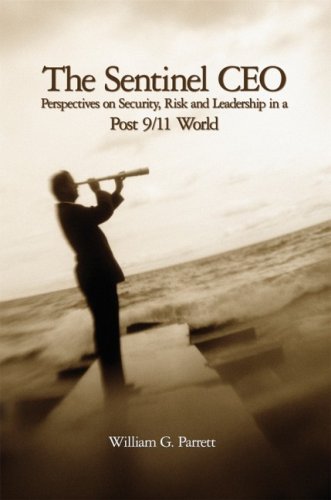 The Sentinel CEO
Perspectives on Security, Risk and Leadership in a
Post 9/11 World
William G. Parrett